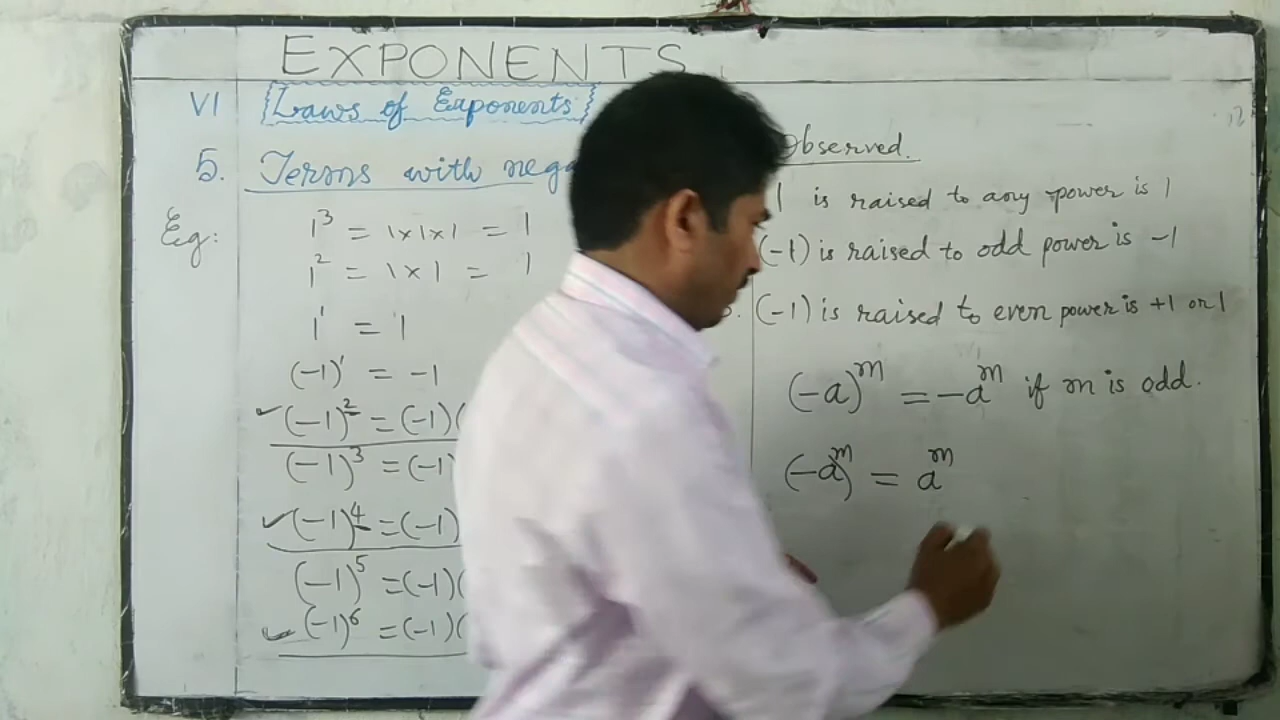 EXPONENTS
VI {Laws of Exponents}
5. Terms with nega
Eg: 1³ = 1×1×1 = 1
1² = 1×1 = 1
1¹ = 1
(-1)¹ = -1
✓(-1)² = (-1)(
(-1)³ = (-1)
✓(-1)⁴ = (-1)
(-1)⁵ = (-1)(
✓(-1)⁶ = (-1)(
Observed.
1 is raised to any power is 1
(-1) is raised to odd power is -1
3. (-1) is raised to even power is +1 or 1
(-a)ᵐ = -aᵐ if m is odd.
(-aᵐ) = aᵐ